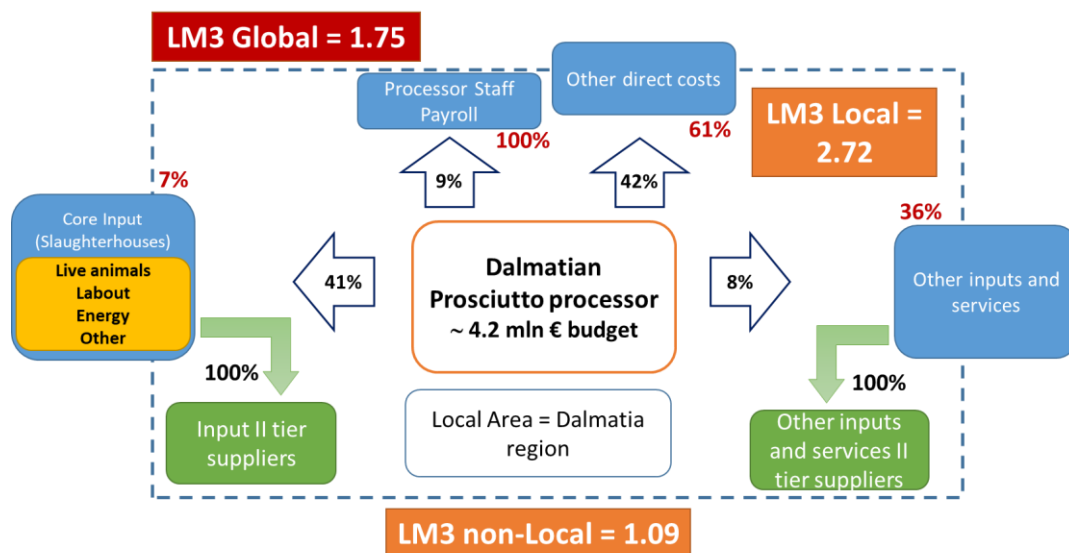 LM3 Global = 1.75
Processor Staff
Payroll
100%
Other direct costs
61%
LM3 Local =
2.72
9%
42%
7%
Core Input
(Slaughterhouses)
Live animals
Labout
Energy
Other
41%
Dalmatian
Prosciutto processor
~ 4.2 mln € budget
8%
36%
Other inputs and
services
100%
Input II tier
suppliers
Local Area = Dalmatia
region
100%
Other inputs
and services II
tier suppliers
LM3 non-Local = 1.09